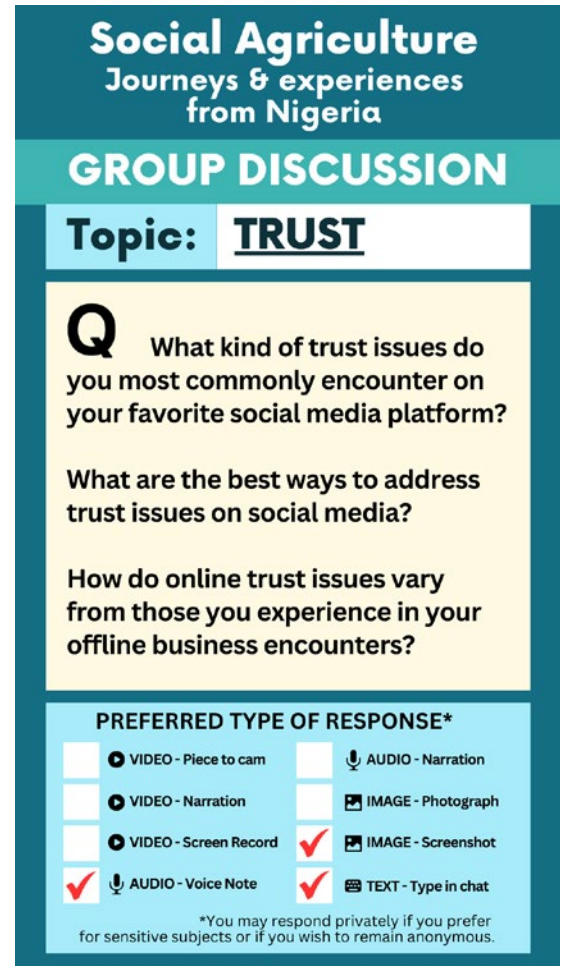 Social Agriculture
Journeys & experiences
from Nigeria
GROUP DISCUSSION
Topic: TRUST
Q What kind of trust issues do
you most commonly encounter on
your favorite social media platform?
What are the best ways to address
trust issues on social media?
How do online trust issues vary
from those you experience in your
offline business encounters?
PREFERRED TYPE OF RESPONSE*
VIDEO - Piece to cam
VIDEO - Narration
VIDEO - Screen Record
AUDIO - Voice Note
AUDIO - Narration
IMAGE - Photograph
IMAGE - Screenshot
TEXT - Type in chat
*You may respond privately if you prefer
for sensitive subjects or if you wish to remain anonymous.